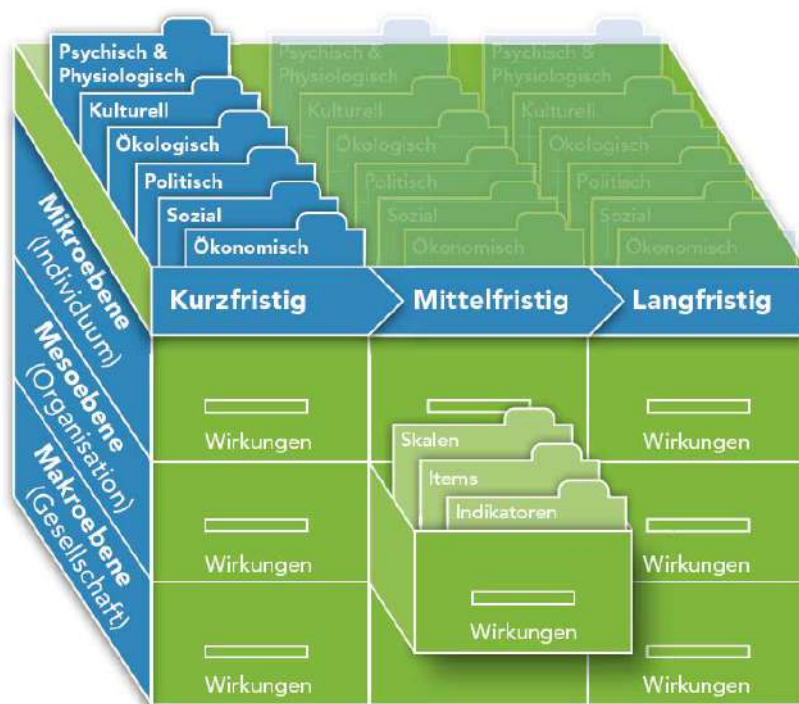 Psychisch &
Physiologisch
Kulturell
Ökologisch
Politisch
Sozial
Ökonomisch
Psychisch &
Physiologisch
Kulturell
Ökologisch
Politisch
Sozial
Ökonomisch
Psychisch &
Physiologisch
Kulturell
Ökologisch
Politisch
Sozial
Ökonomisch
Kurzfristig
Mittelfristig
Langfristig
Mikroebene
(Individuum)
Mesoebene
(Organisation)
Makroebene
(Gesellschaft)
Wirkungen
Skalen
Items
Indikatoren
Wirkungen
Wirkungen
Wirkungen
Wirkungen
Wirkungen
Wirkungen